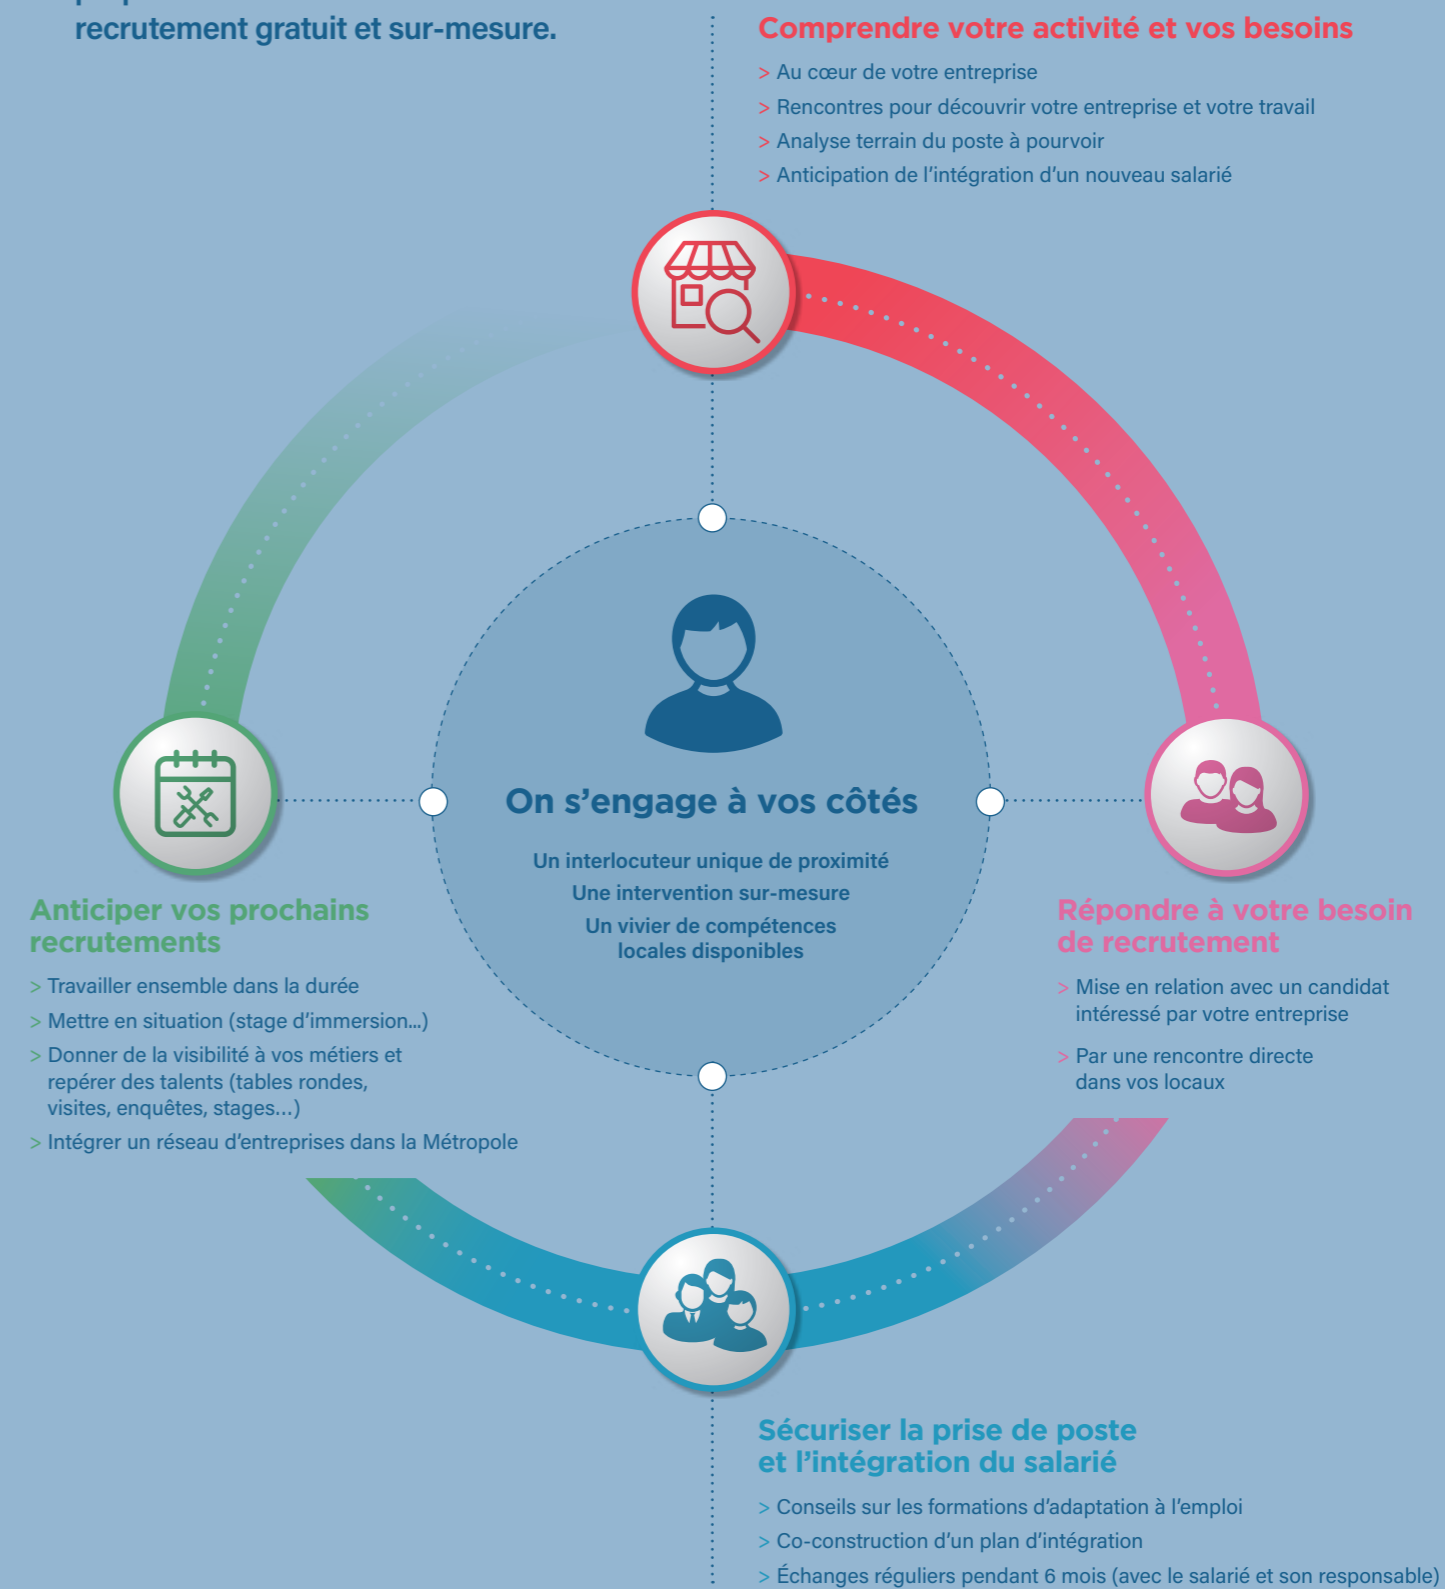 recrutement gratuit et sur-mesure.
Comprendre votre activité et vos besoins
> Au cœur de votre entreprise
> Rencontres pour découvrir votre entreprise et votre travail
> Analyse terrain du poste à pourvoir
> Anticipation de l’intégration d’un nouveau salarié
On s’engage à vos côtés
Un interlocuteur unique de proximité
Une intervention sur-mesure
Un vivier de compétences
locales disponibles
Anticiper vos prochains
recrutements
> Travailler ensemble dans la durée
> Mettre en situation (stage d’immersion...)
> Donner de la visibilité à vos métiers et
repérer des talents (tables rondes,
visites, enquêtes, stages…)
> Intégrer un réseau d’entreprises dans la Métropole
Répondre à votre besoin
de recrutement
> Mise en relation avec un candidat
intéressé par votre entreprise
> Par une rencontre directe
dans vos locaux
Sécuriser la prise de poste
et l’intégration du salarié
> Conseils sur les formations d’adaptation à l’emploi
> Co-construction d’un plan d’intégration
> Échanges réguliers pendant 6 mois (avec le salarié et son responsable)